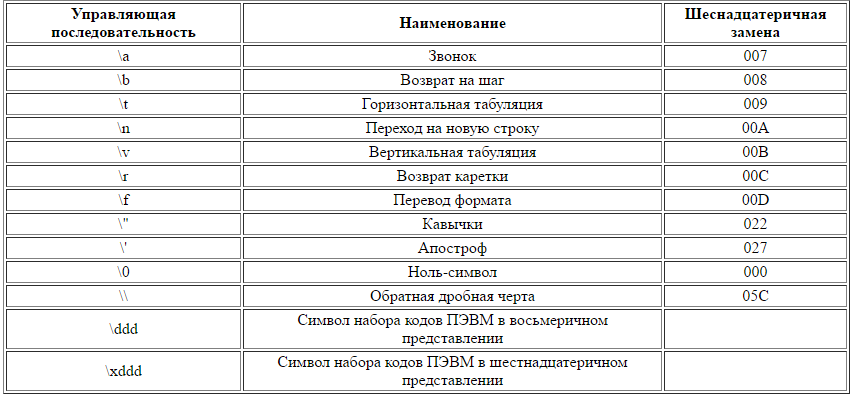 Управляющая
последовательность
Наименование
Шеснадцатеричная
замена
\a Звонок 007
\b Возврат на шаг 008
\t Горизонтальная табуляция 009
\n Переход на новую строку 00A
\v Вертикальная табуляция 00B
\r Возврат каретки 00C
\f Перевод формата 00D
\" Кавычки 022
\' Апостроф 027
\0 Ноль-символ 000
\\ Обратная дробная черта 05C
\ddd Символ набора кодов ПЭВМ в восьмеричном
представлении
\xddd Символ набора кодов ПЭВМ в шестнадцатеричном
представлении